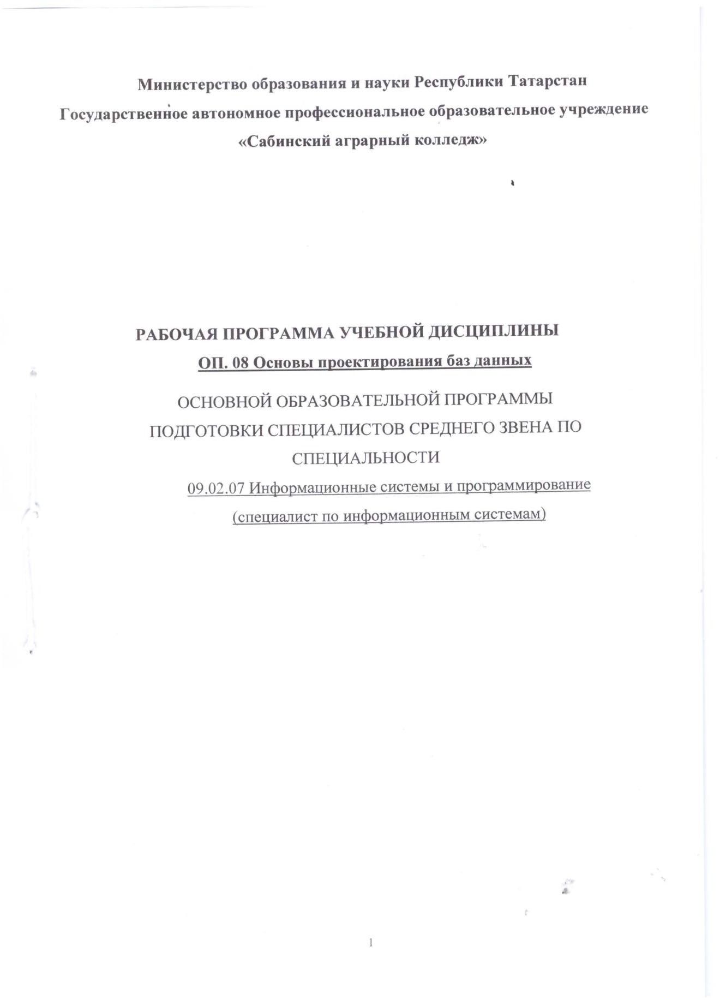 Министерство образования и науки Республики Татарстан
Государственное автономное профессиональное образовательное учреждение
«Сабинский аграрный колледж»
РАБОЧАЯ ПРОГРАММА УЧЕБНОЙ ДИСЦИПЛИНЫ
ОП. 08 Основы проектирования баз данных
ОСНОВНОЙ ОБРАЗОВАТЕЛЬНОЙ ПРОГРАММЫ
ПОДГОТОВКИ СПЕЦИАЛИСТОВ СРЕДНЕГО ЗВЕНА ПО
СПЕЦИАЛЬНОСТИ
09.02.07 Информационные системы и программирование
(специалист по информационным системам)
1